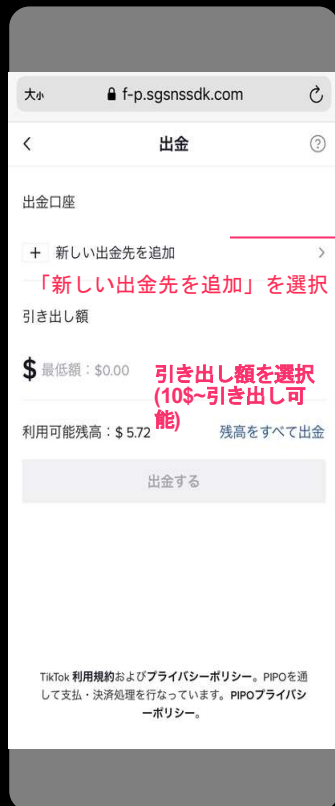 大小 f-p.sgsnssdk.com
出金
出金口座
+ 新しい出金先を追加
「新しい出金先を追加」を選択
引き出し額
$ 最低額：$0.00
引き出し額を選択
(10$~引き出し可
能)
利用可能残高：$ 5.72 残高をすべて出金
出金する
TikTok 利用規約およびプライバシーポリシー。PIPOを通
して支払・決済処理を行なっています。PIPOプライバシ
ーポリシー。